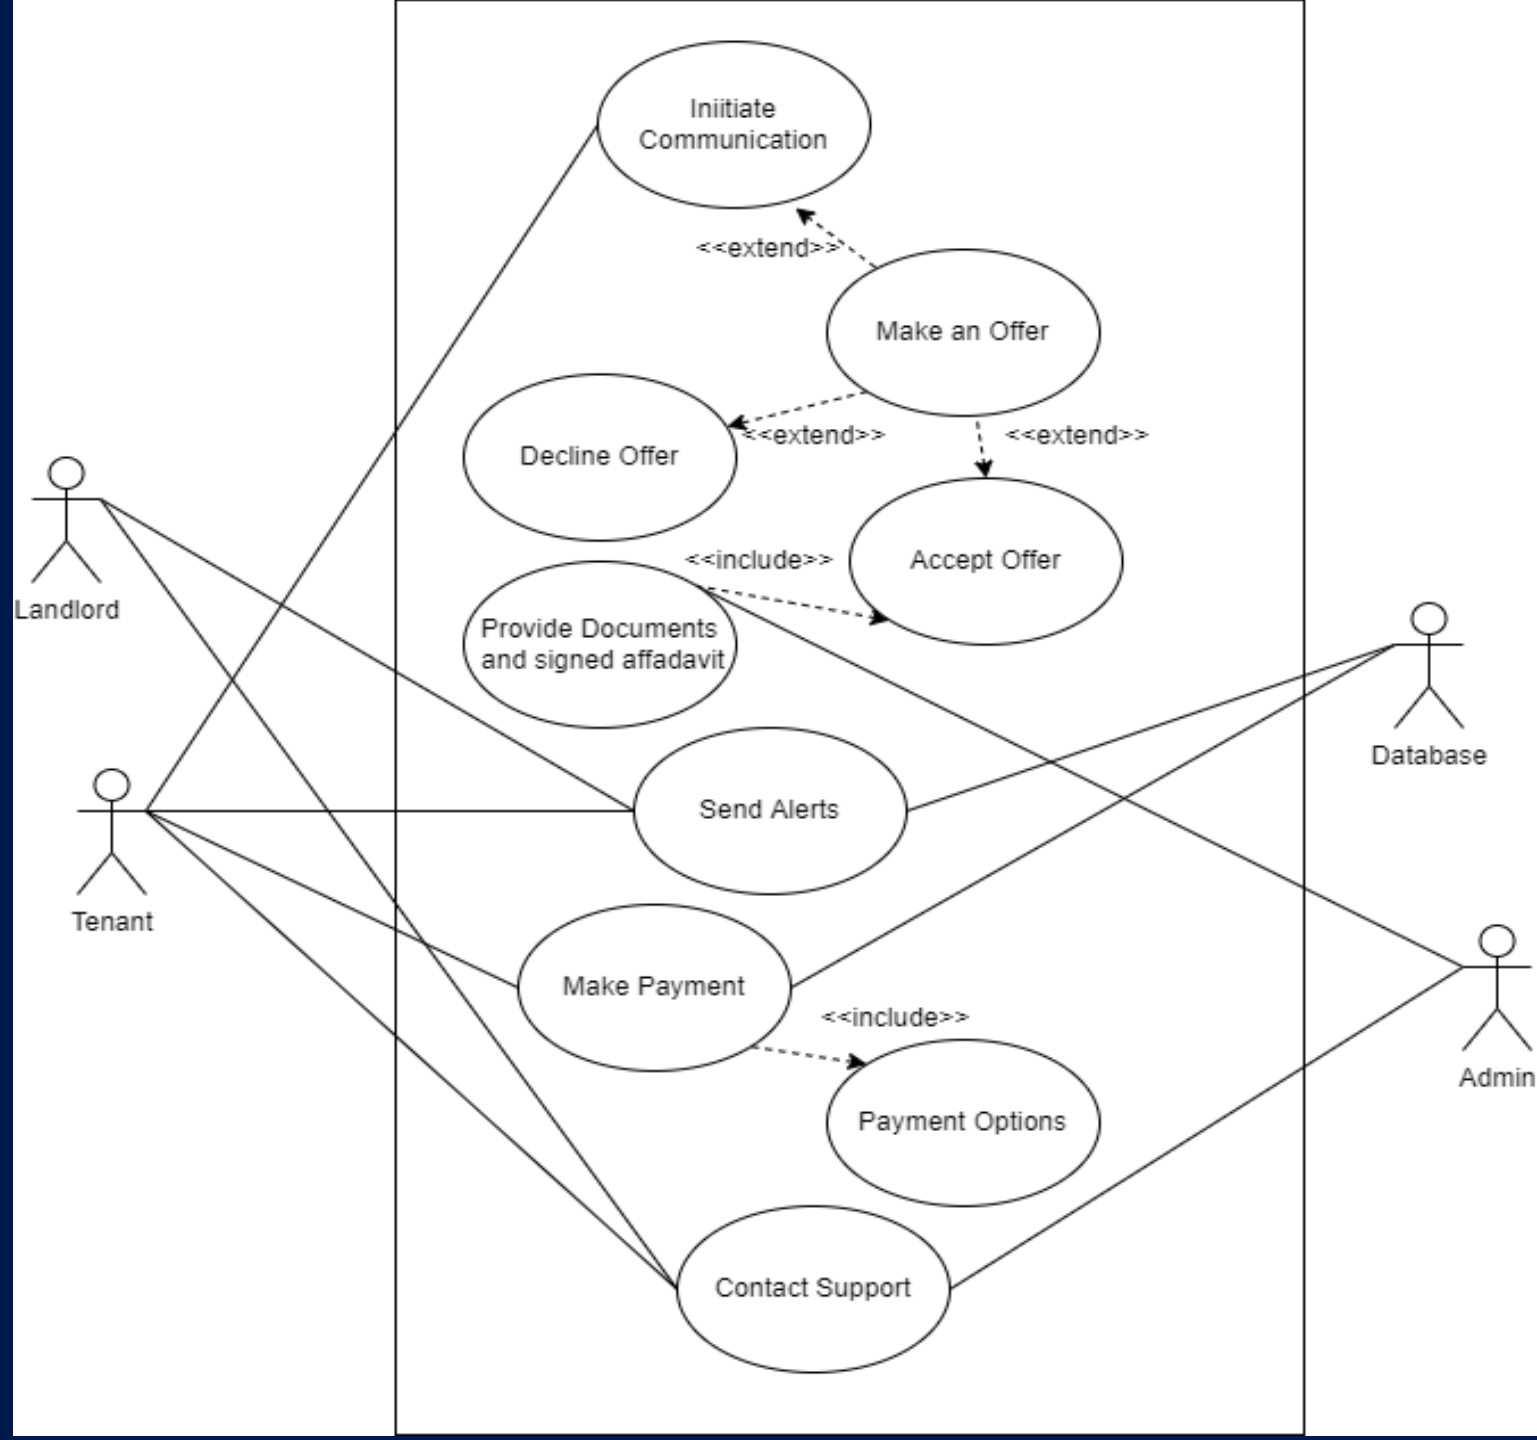 Iniitiate
Communication
<<extend>>
Make an Offer
<<extend>>
<<extend>>
Decline Offer
<<include>>
Accept Offer
Landlord
Provide Documents
and signed affadavit
Database
Send Alerts
Tenant
Make Payment
<<include>>
Admin
Payment Options
Contact Support